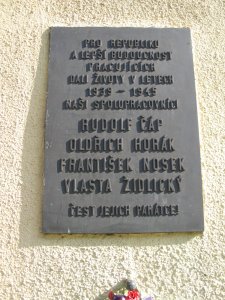 PRO REPUBLIKU
A LEPŠÍ BUDOUCNOST
PRACUJÍCÍCH
DALI ŽIVOTY V LETECH
1939 - 1945
NAŠI SPOLUPRACOVNÍCI
RUDOLF ČÁP
OLDŘICH HORÁK
FRANTIŠEK NOSEK
VLASTA ŽIDLICKÝ
ČEST JEJICH PAMÁTCE!